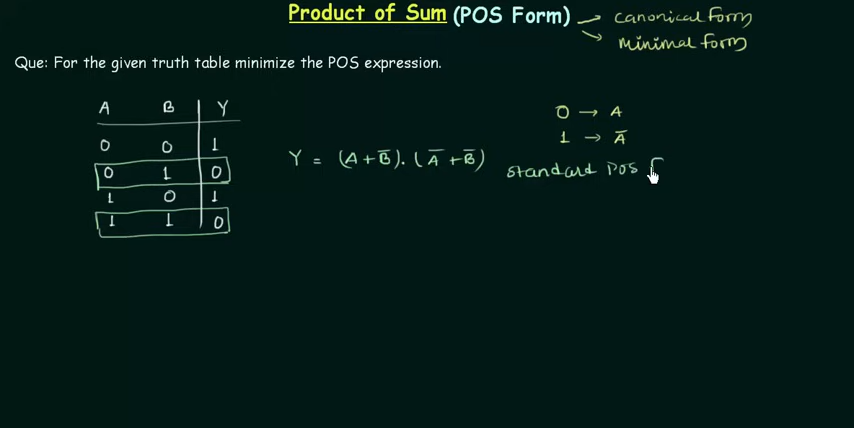 Product of Sum (POS Form) → canonical form
→ minimal form
Que: For the given truth table minimize the POS expression.
A B Y
0 0 1
0 1 0
1 0 1
1 1 0
0 → A
1 → A̅
Y = (A + B̅) . (A̅ + B̅)
standard POS